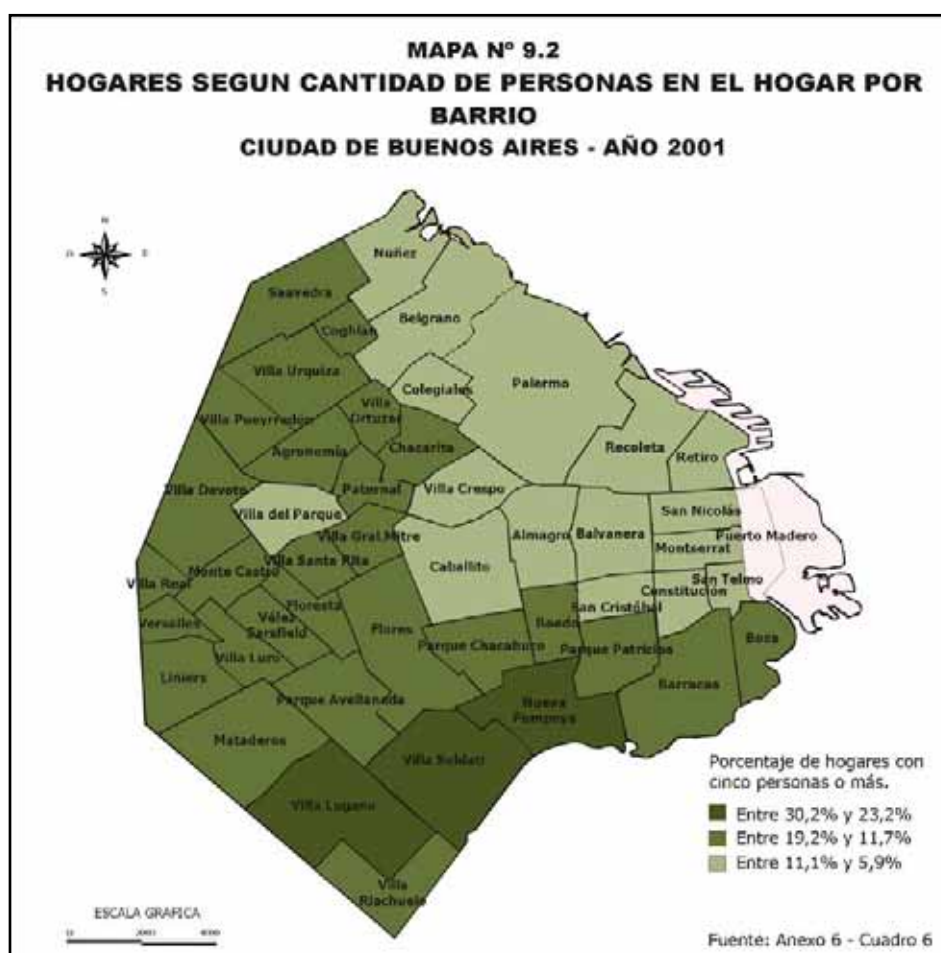 MAPA Nº 9.2
HOGARES SEGUN CANTIDAD DE PERSONAS EN EL HOGAR POR
BARRIO
CIUDAD DE BUENOS AIRES - AÑO 2001
N
O
E
S
Nuñez
Saavedra
Belgrano
Coghlan
Villa Urquiza
Colegiales
Palermo
Villa
Ortuzar
Villa Pueyrredón
Chacarita
Agronomía
Recoleta
Retiro
Villa Devoto
Paternal
Villa Crespo
Villa del Parque
San Nicolás
Villa Gral.Mitre
Almagro
Balvanera
Puerto Madero
Montserrat
Villa Santa Rita
Caballito
Monte Castro
San Telmo
Villa Real
Constitución
Floresta
San Cristóbal
Versalles
Vélez
Sarsfield
Flores
Boedo
Boca
Parque Chacabuco
Parque Patricios
Villa Luro
Liniers
Barracas
Parque Avellaneda
Nueva
Pompeya
Mataderos
Villa Soldati
Villa Lugano
Villa
Riachuelo
Porcentaje de hogares con
cinco personas o más.
Entre 30,2% y 23,2%
Entre 19,2% y 11,7%
Entre 11,1% y 5,9%
ESCALA GRAFICA
2000 4000
Fuente: Anexo 6 - Cuadro 6